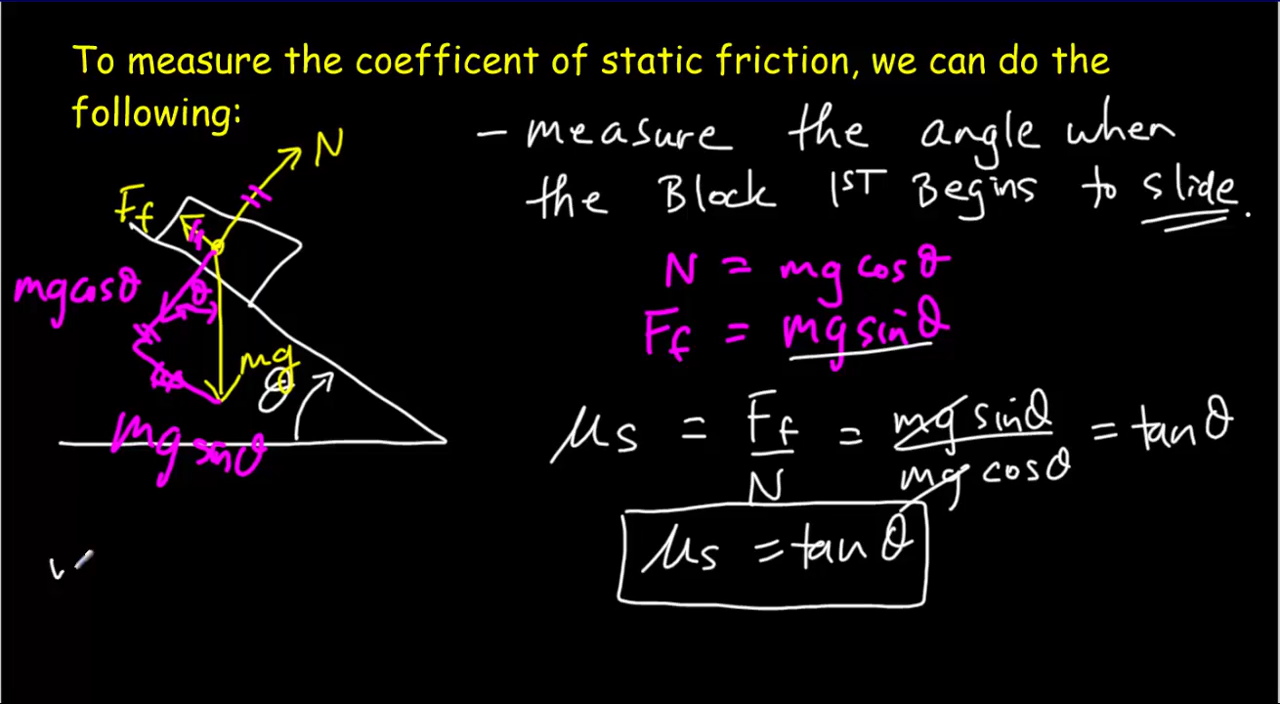 To measure the coefficent of static friction, we can do the
following:
N
Ff
mg cosθ
θ
mg
θ
mg sinθ
- measure the angle when
the Block 1ST Begins to slide.
N = mg cosθ
Ff = mg sinθ
μs = Ff/N = mg sinθ/mg cosθ = tanθ
μs = tanθ